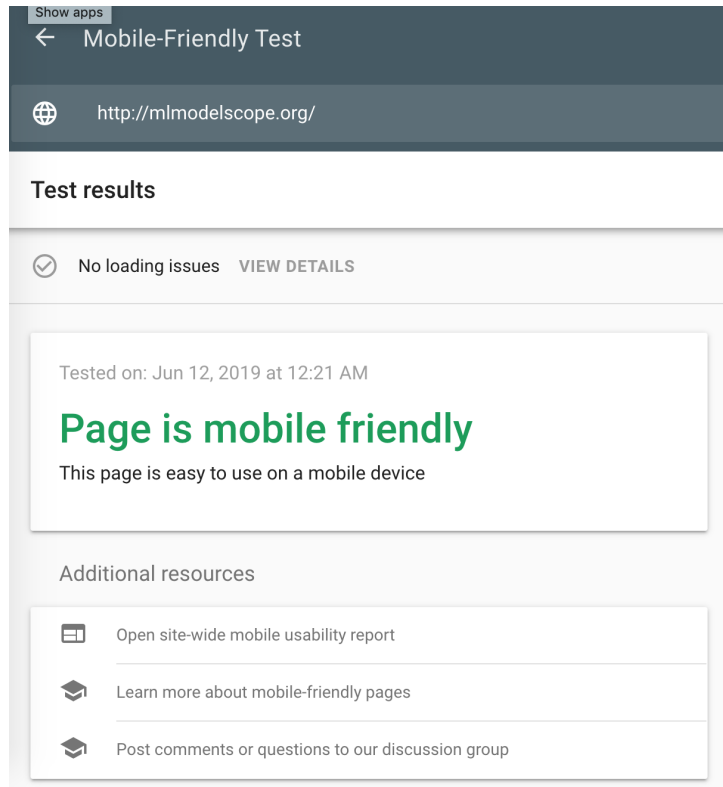 Show apps
Mobile-Friendly Test
http://mlmodelscope.org/
Test results
No loading issues VIEW DETAILS
Tested on: Jun 12, 2019 at 12:21 AM
Page is mobile friendly
This page is easy to use on a mobile device
Additional resources
Open site-wide mobile usability report
Learn more about mobile-friendly pages
Post comments or questions to our discussion group